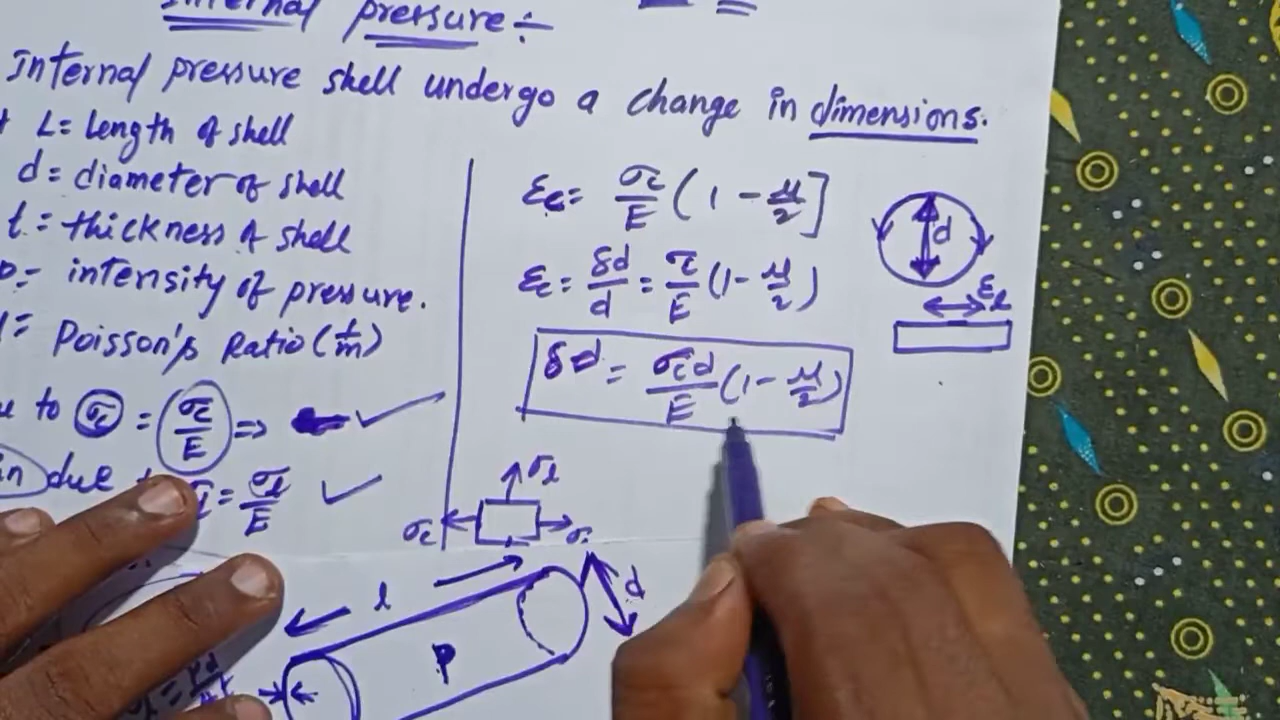 Internal pressure ÷
Internal pressure shell undergo a change in dimensions.
L = Length of shell
d = diameter of shell
t = thickness of shell
P = intensity of pressure.
Poisson's Ratio (1/m)
due to σc = σc/E ⇒
due σl/E
εc = σc/E (1 - μ/2]
εc = δd/d = σc/E (1 - μ/2)
δd = σcd/E (1 - μ/2)
d
εl
σl
σc
l
d
P